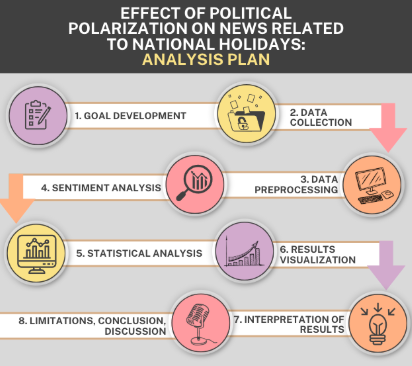 EFFECT OF POLITICAL
POLARIZATION ON NEWS RELATED
TO NATIONAL HOLIDAYS:
ANALYSIS PLAN
1. GOAL DEVELOPMENT
2. DATA
COLLECTION
3. DATA
PREPROCESSING
4. SENTIMENT ANALYSIS
5. STATISTICAL ANALYSIS
6. RESULTS
VISUALIZATION
7. INTERPRETATION OF
RESULTS
8. LIMITATIONS, CONCLUSION,
DISCUSSION